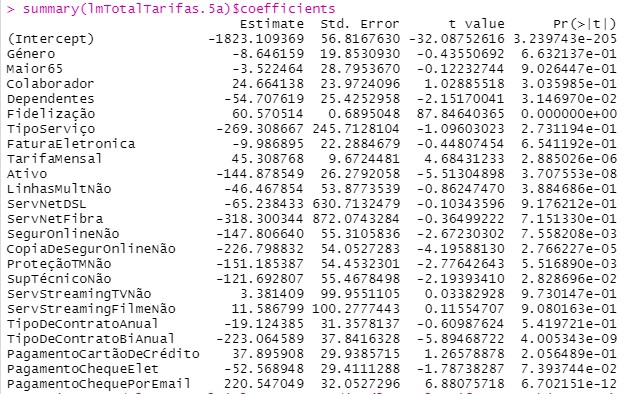 > summary(lmTotalTarifas.5a)$coefficients
Estimate Std. Error t value Pr(>|t|)
(Intercept) -1823.109369 56.8167630 -32.08752616 3.239743e-205
Género -8.646159 19.8530930 -0.43550692 6.632137e-01
Maior65 -3.522464 28.7953670 -0.12232744 9.026447e-01
Colaborador 24.664138 23.9724096 1.02885518 3.035985e-01
Dependentes -54.707619 25.4252958 -2.15170041 3.146970e-02
Fidelização 60.570514 0.6895048 87.84640365 0.000000e+00
TipoServiço -269.308667 245.7128104 -1.09603023 2.731194e-01
FaturaEletronica -9.986895 22.2884679 -0.44807454 6.541192e-01
TarifaMensal 45.308768 9.6724481 4.68431233 2.885026e-06
Ativo -144.878549 26.2792058 -5.51304898 3.707553e-08
LinhasMultNão -46.467854 53.8773539 -0.86247470 3.884686e-01
ServNetDSL -65.238433 630.7132479 -0.10343596 9.176212e-01
ServNetFibra -318.300344 872.0743284 -0.36499222 7.151330e-01
SegurOnlineNão -147.806640 55.3105836 -2.67230302 7.558208e-03
CopiaDeSegurOnlineNão -226.798832 54.0527283 -4.19588130 2.766227e-05
ProteçãoTMNão -151.185387 54.4532301 -2.77642643 5.516890e-03
SupTécnicoNão -121.692807 55.4678498 -2.19393410 2.828696e-02
ServStreamingTVNão 3.381409 99.9551105 0.03382928 9.730147e-01
ServStreamingFilmeNão 11.586799 100.2777443 0.11554707 9.080163e-01
TipoDeContratoAnual -19.124385 31.3578137 -0.60987624 5.419721e-01
TipoDeContratoBiAnual -223.064589 37.8416328 -5.89468722 4.005343e-09
PagamentoCartãoDeCrédito 37.895908 29.9385715 1.26578878 2.056489e-01
PagamentoChequeElet -52.568948 29.4111288 -1.78738287 7.393744e-02
PagamentoChequePorEmail 220.547049 32.0527296 6.88075718 6.702151e-12